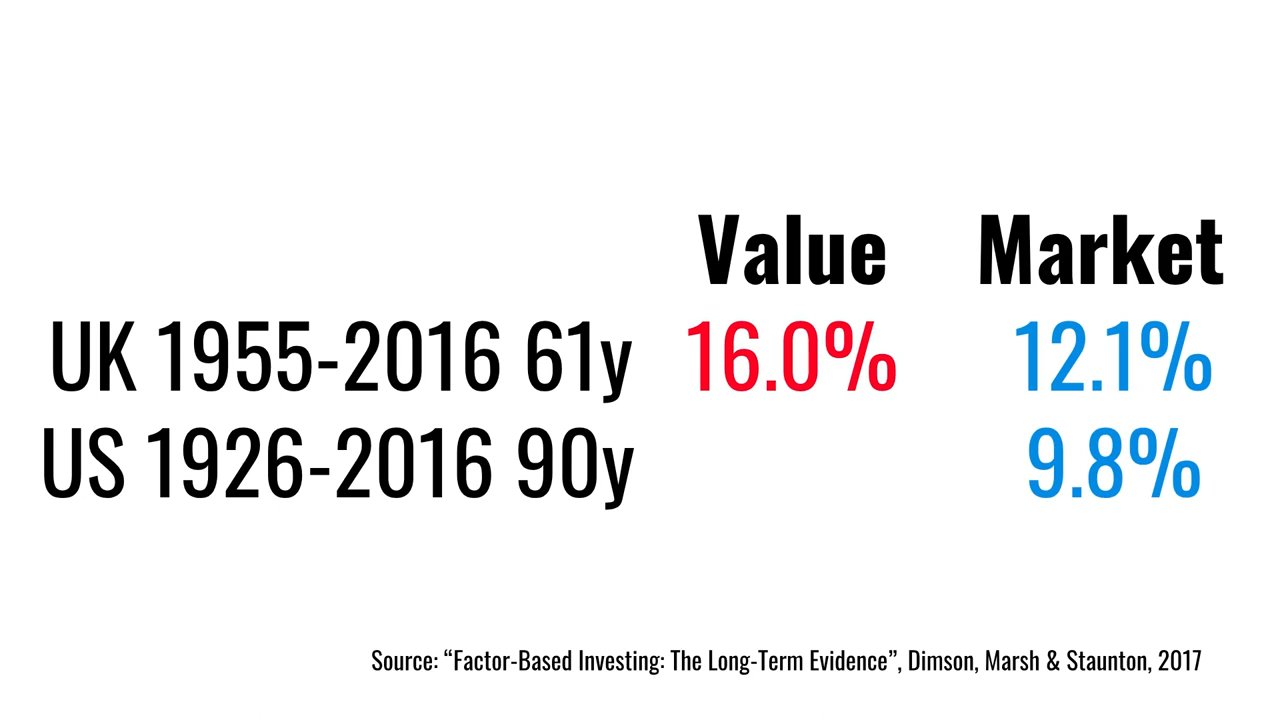 Value Market
UK 1955-2016 61y 16.0% 12.1%
US 1926-2016 90y 9.8%
Source: “Factor-Based Investing: The Long-Term Evidence”, Dimson, Marsh & Staunton, 2017